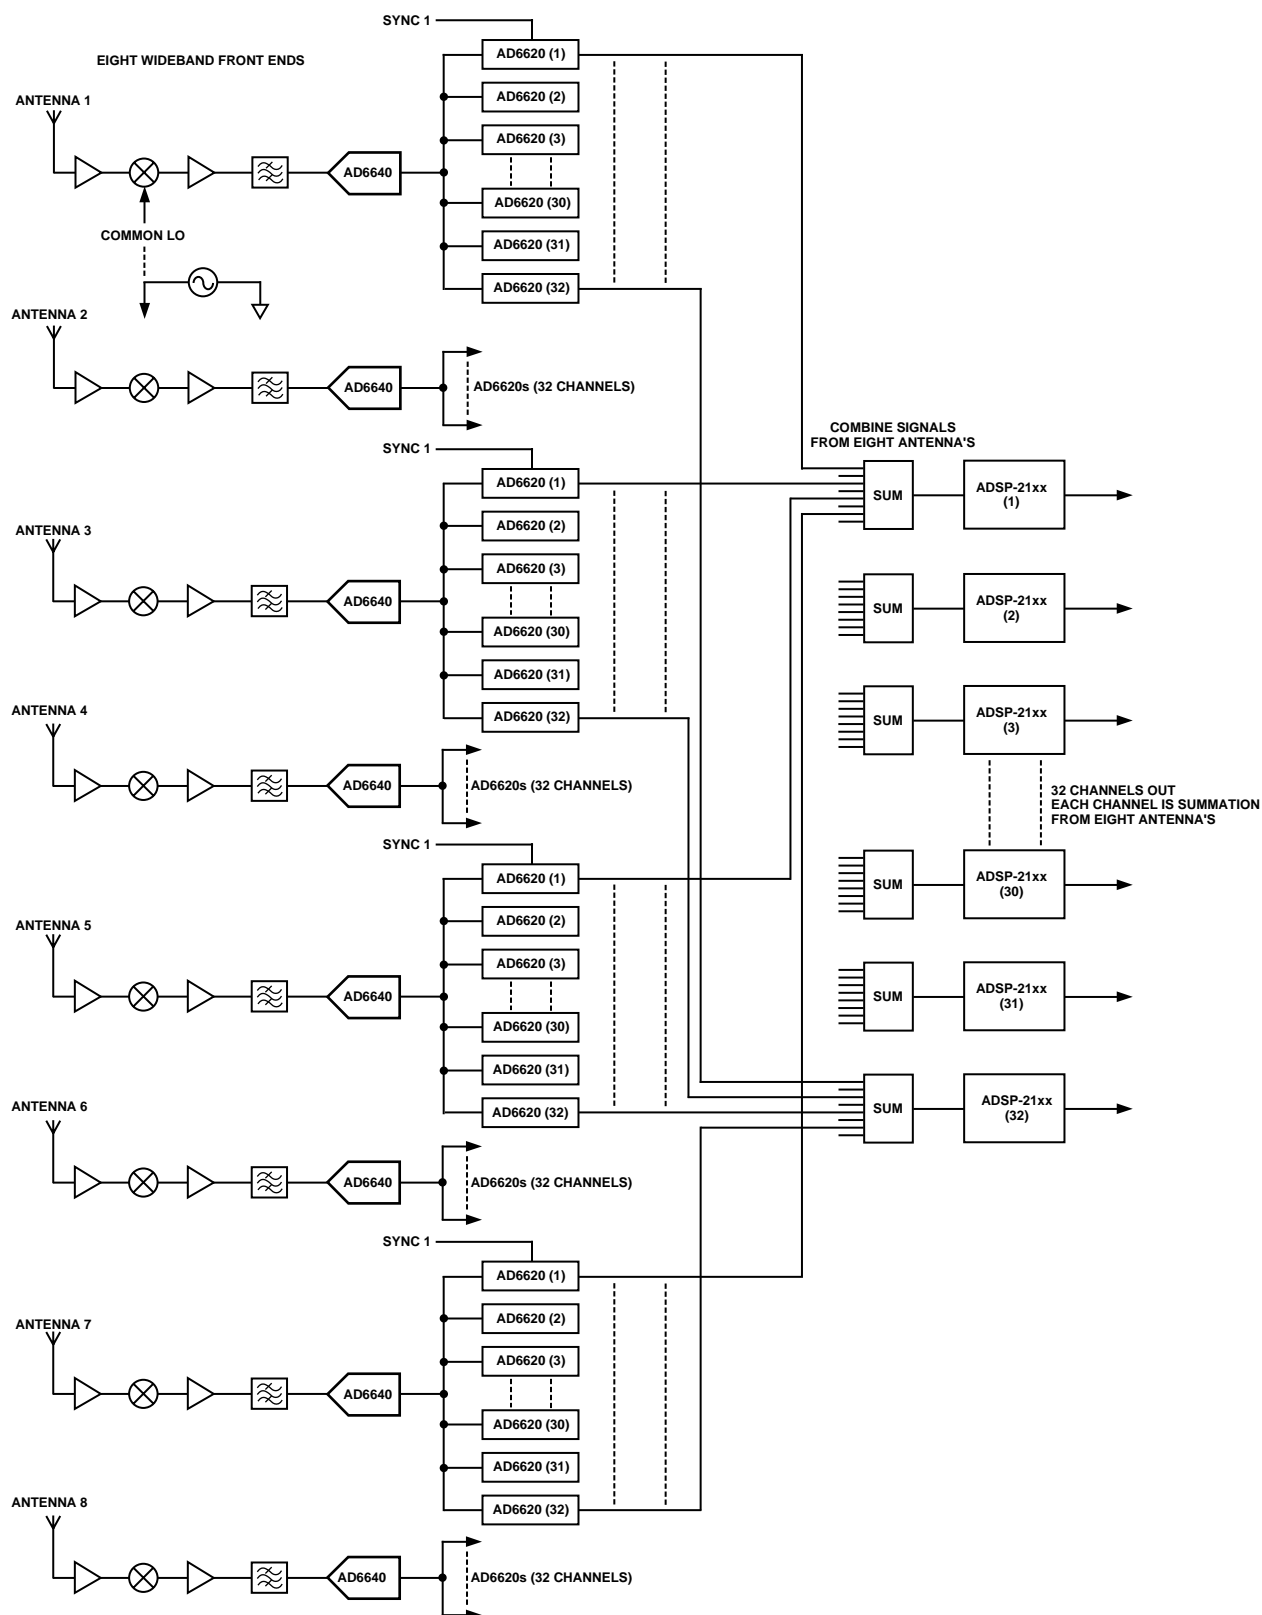 SYNC 1
AD6620 (1)
EIGHT WIDEBAND FRONT ENDS
AD6620 (2)
ANTENNA 1
AD6620 (3)
AD6640
AD6620 (30)
COMMON LO
AD6620 (31)
AD6620 (32)
ANTENNA 2
AD6640
AD6620s (32 CHANNELS)
COMBINE SIGNALS
FROM EIGHT ANTENNA'S
SYNC 1
AD6620 (1)
SUM
ADSP-21xx
(1)
ANTENNA 3
AD6620 (2)
AD6620 (3)
AD6640
SUM
ADSP-21xx
(2)
AD6620 (30)
AD6620 (31)
ANTENNA 4
AD6620 (32)
SUM
ADSP-21xx
(3)
AD6640
AD6620s (32 CHANNELS)
32 CHANNELS OUT
EACH CHANNEL IS SUMMATION
FROM EIGHT ANTENNA'S
SYNC 1
AD6620 (1)
SUM
ADSP-21xx
(30)
ANTENNA 5
AD6620 (2)
AD6620 (3)
AD6640
SUM
ADSP-21xx
(31)
AD6620 (30)
AD6620 (31)
ANTENNA 6
AD6620 (32)
SUM
ADSP-21xx
(32)
AD6640
AD6620s (32 CHANNELS)
SYNC 1
AD6620 (1)
ANTENNA 7
AD6620 (2)
AD6620 (3)
AD6640
AD6620 (30)
AD6620 (31)
ANTENNA 8
AD6620 (32)
AD6640
AD6620s (32 CHANNELS)